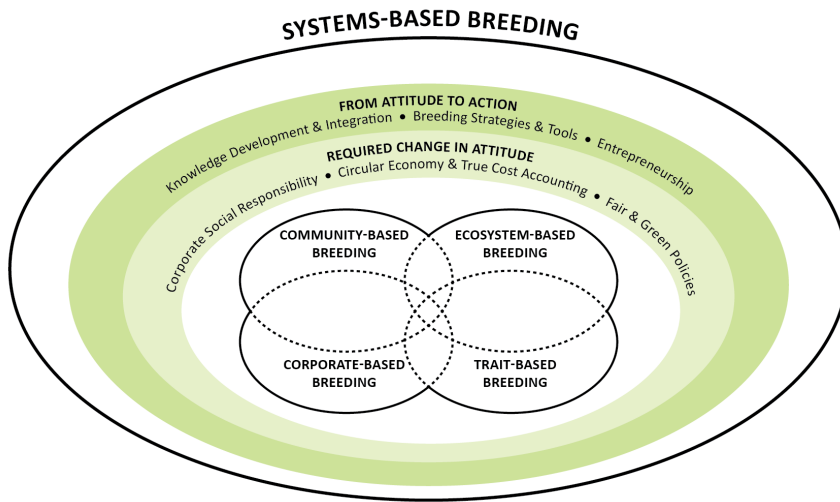 SYSTEMS-BASED BREEDING
FROM ATTITUDE TO ACTION
Knowledge Development & Integration • Breeding Strategies & Tools • Entrepreneurship
REQUIRED CHANGE IN ATTITUDE
Corporate Social Responsibility • Circular Economy & True Cost Accounting • Fair & Green Policies
COMMUNITY-BASED
BREEDING
ECOSYSTEM-BASED
BREEDING
CORPORATE-BASED
BREEDING
TRAIT-BASED
BREEDING